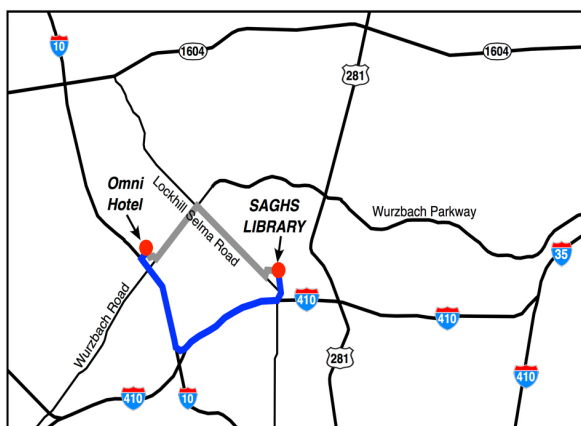 10
1604
1604
281
Omni
Hotel
Lockhill Selma Road
SAGHS
LIBRARY
Wurzbach Parkway
35
Wurzbach Road
410
410
281
410
410
10